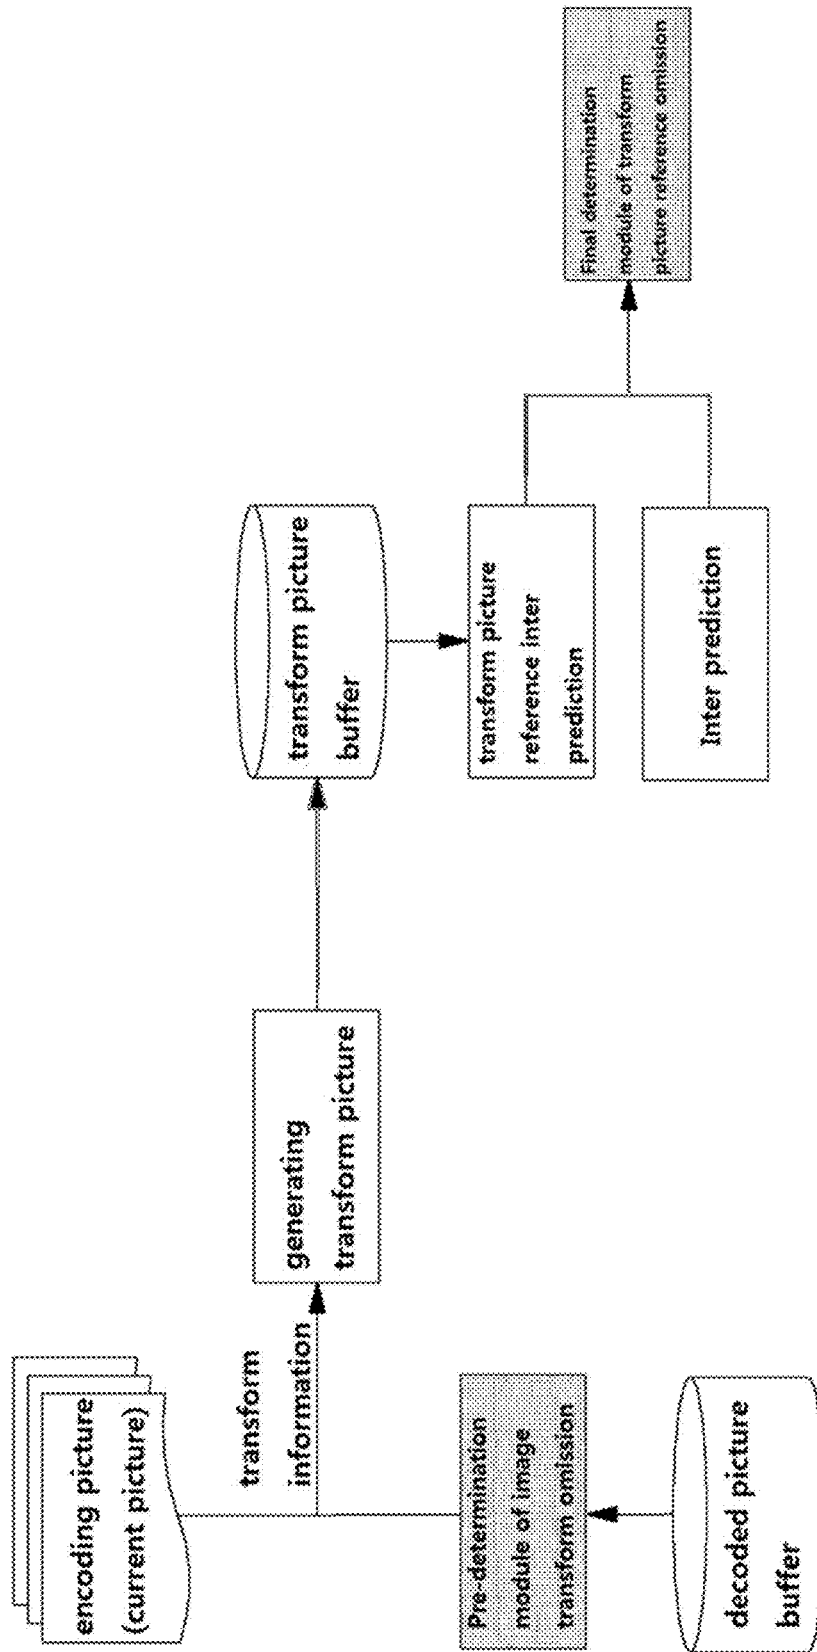 encoding picture
(current picture)
transform
information
Pre-determination
module of image
transform omission
decoded picture
buffer
generating
transform picture
transform picture
buffer
transform picture
reference inter
prediction
Inter prediction
Final determination
module of transform
picture reference omission